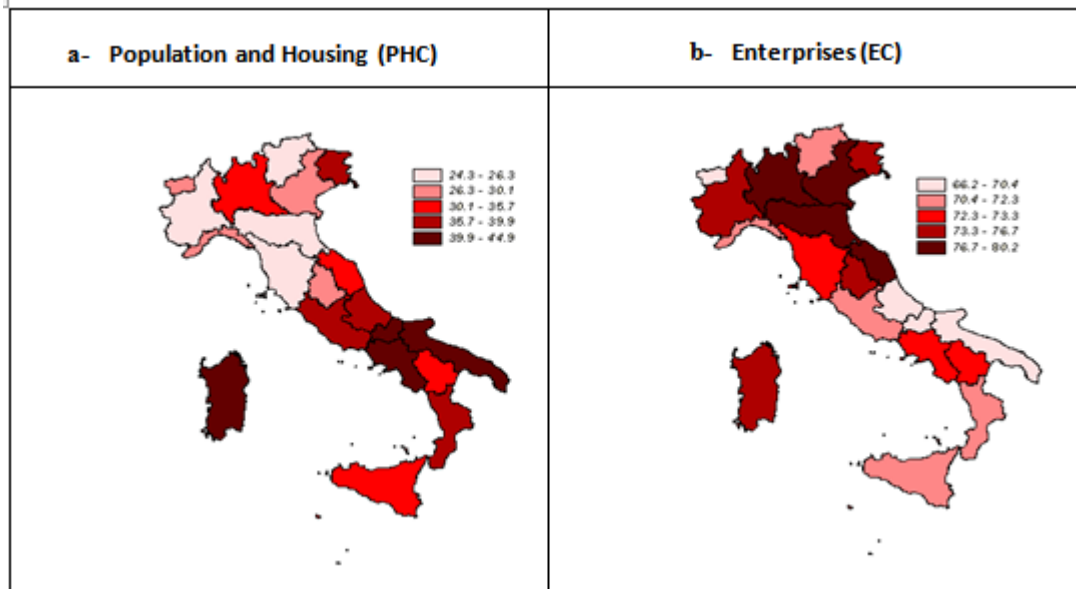 a- Population and Housing (PHC)
b- Enterprises (EC)
24.3 - 26.3
26.3 - 30.1
30.1 - 35.7
35.7 - 39.9
39.9 - 44.9
66.2 - 70.4
70.4 - 72.3
72.3 - 73.3
73.3 - 76.7
76.7 - 80.2